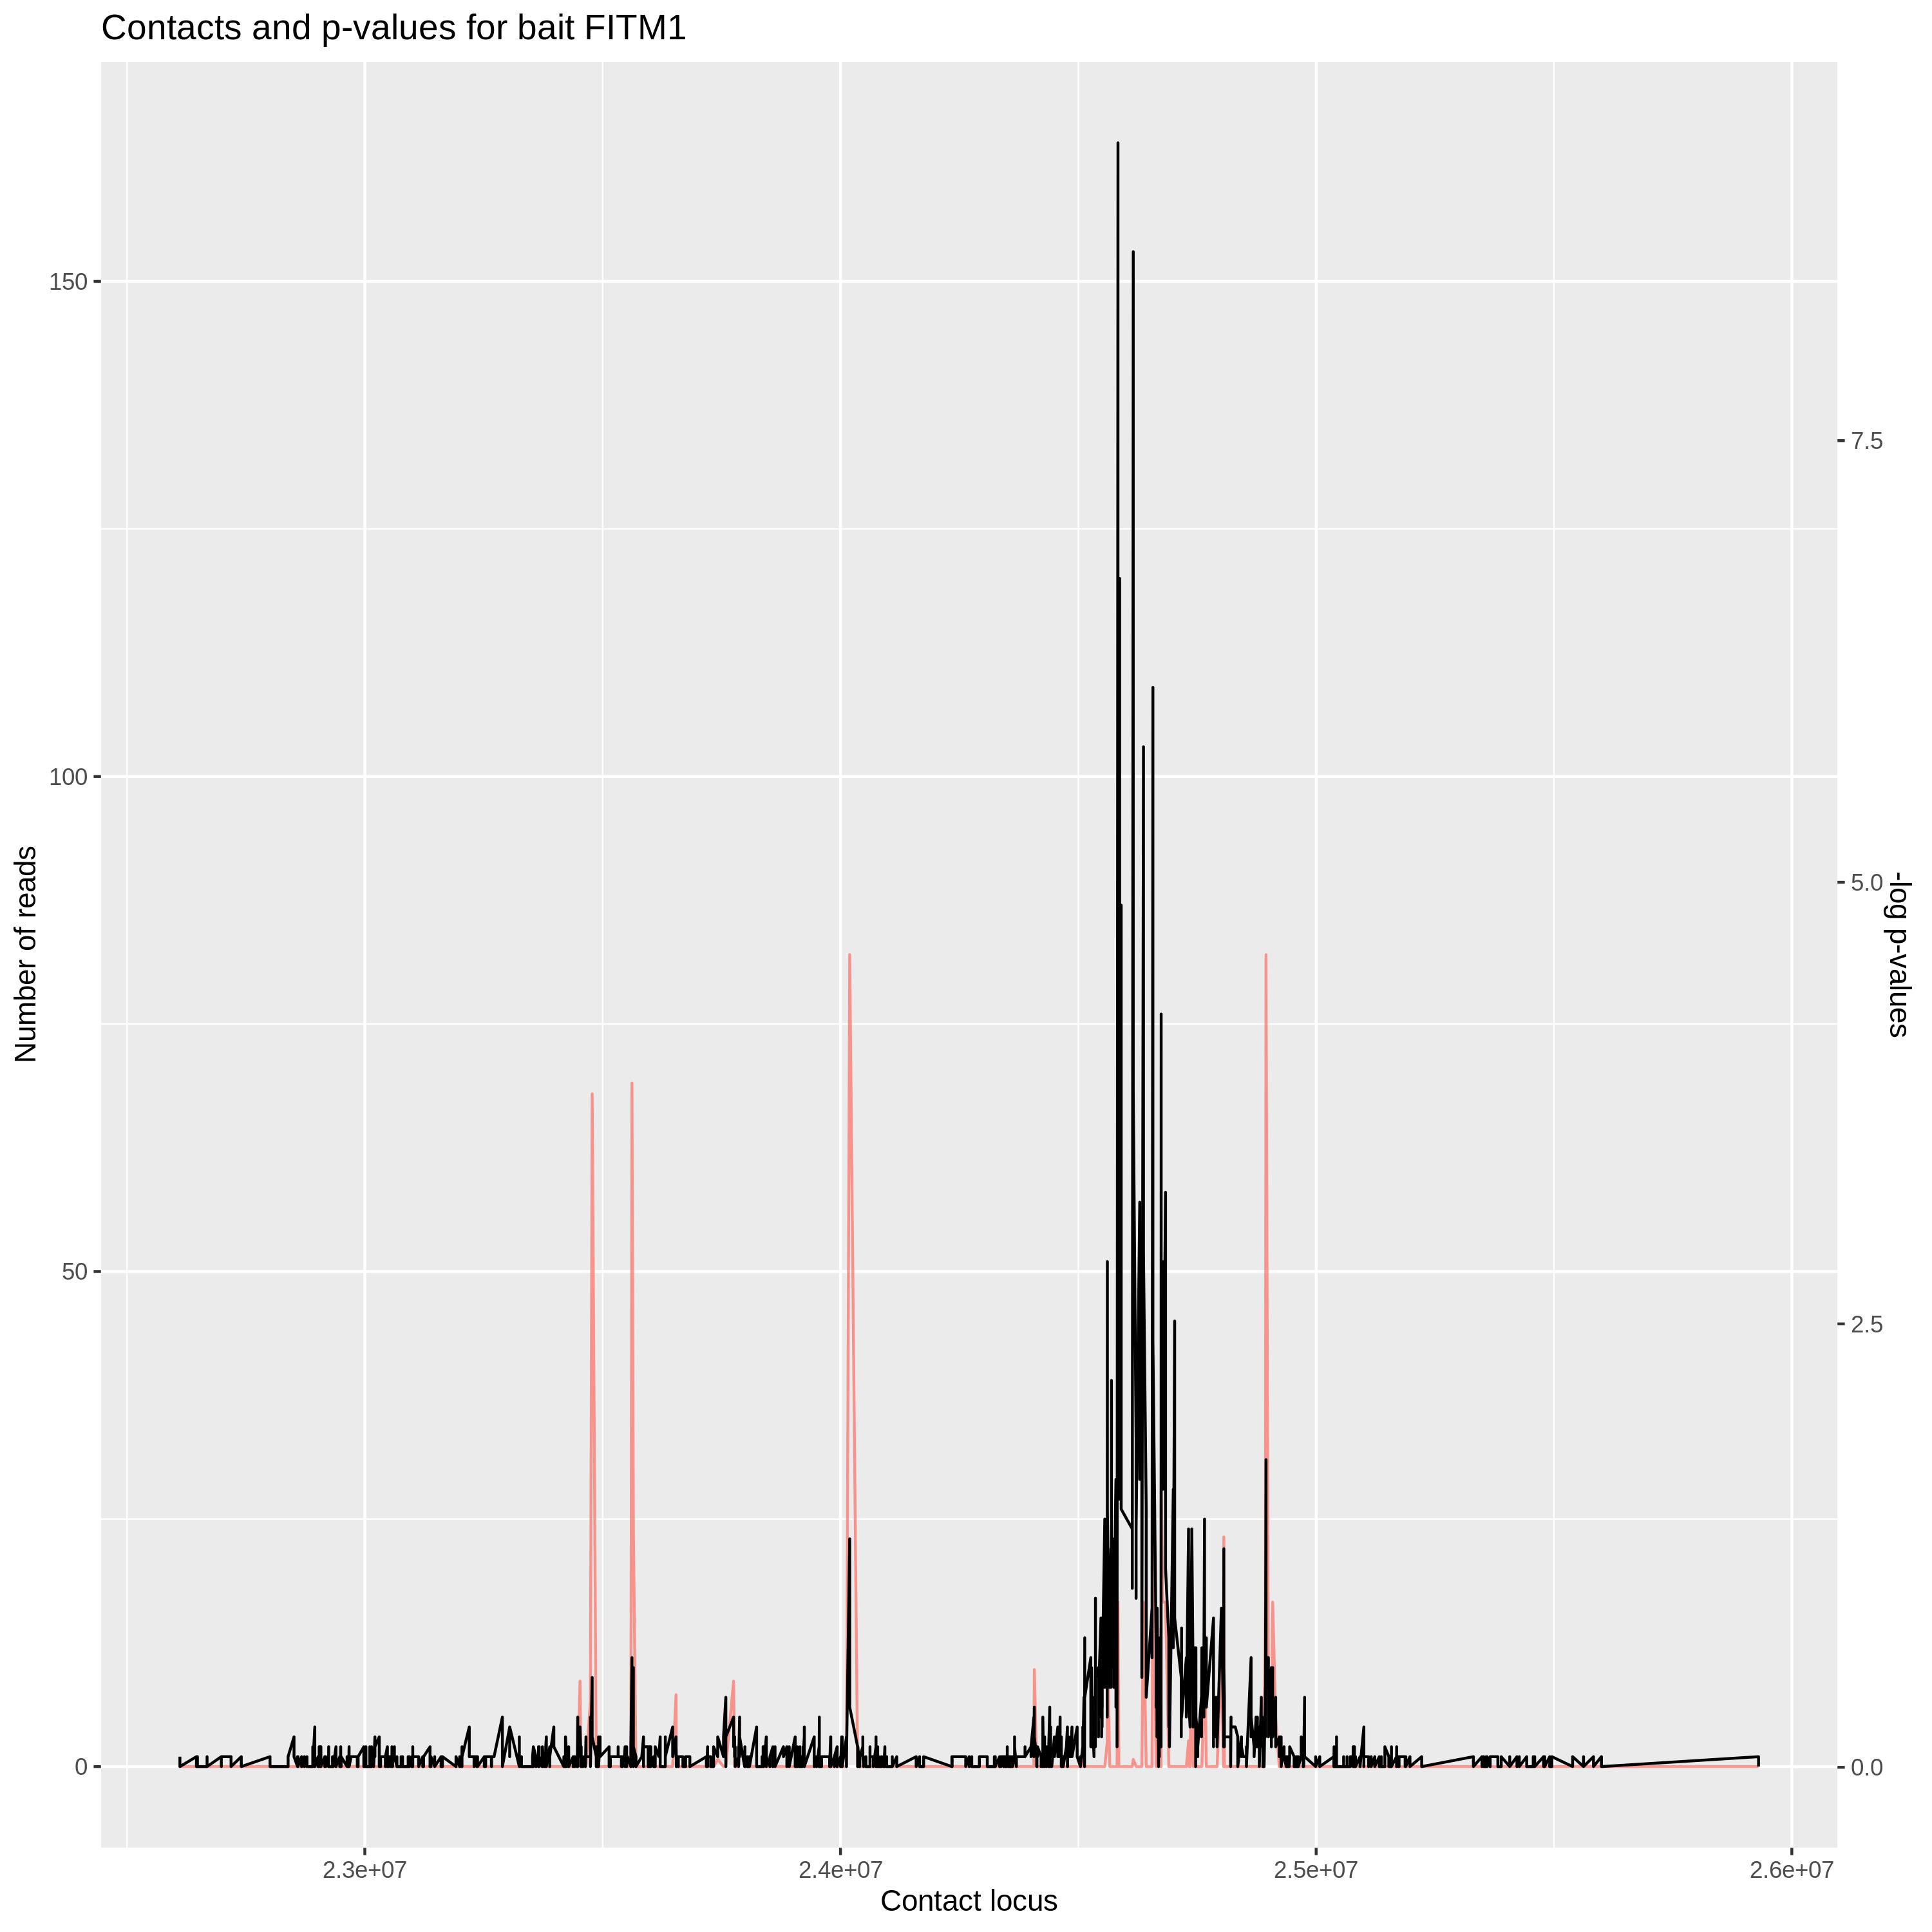 Contacts and p-values for bait FITM1
150
100
50
0
7.5
5.0
2.5
0.0
Number of reads
-log p-values
2.3e+07
2.4e+07
2.5e+07
2.6e+07
Contact locus